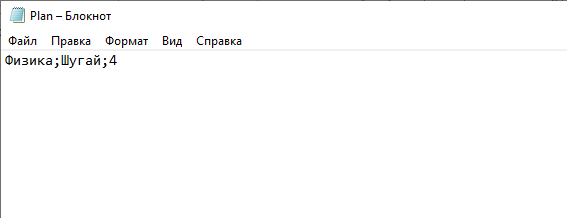 Plan – Блокнот
Файл Правка Формат Вид Справка
Физика;Шугай;4